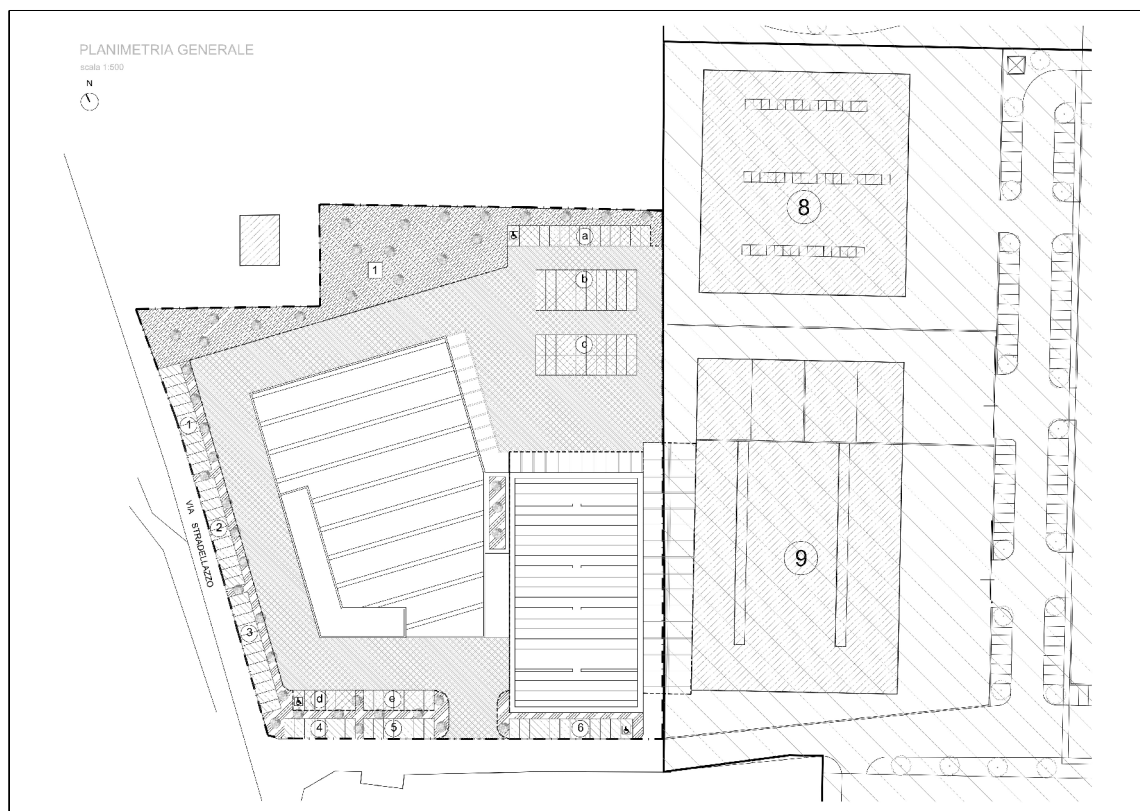 PLANIMETRIA GENERALE
scala 1:500
N
8
a
1
b
c
1
2
VIA STRADELLAZZO
9
3
d e
4 5 6